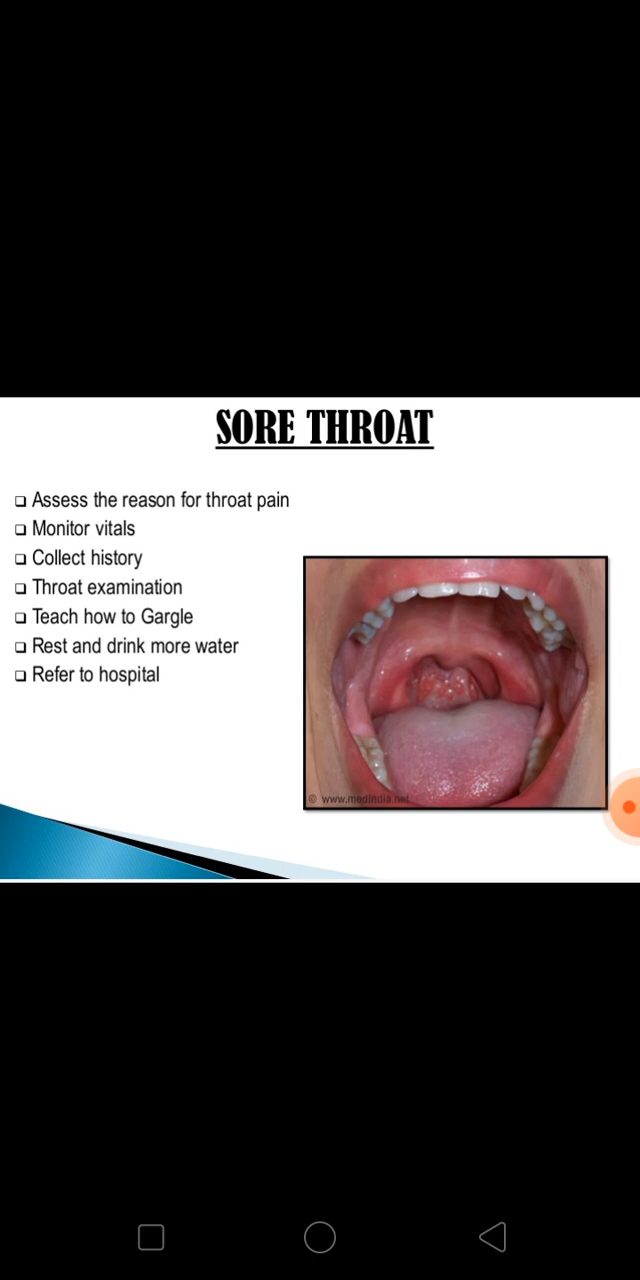 SORE THROAT
Assess the reason for throat pain
Monitor vitals
Collect history
Throat examination
Teach how to Gargle
Rest and drink more water
Refer to hospital
© www.medindia.net